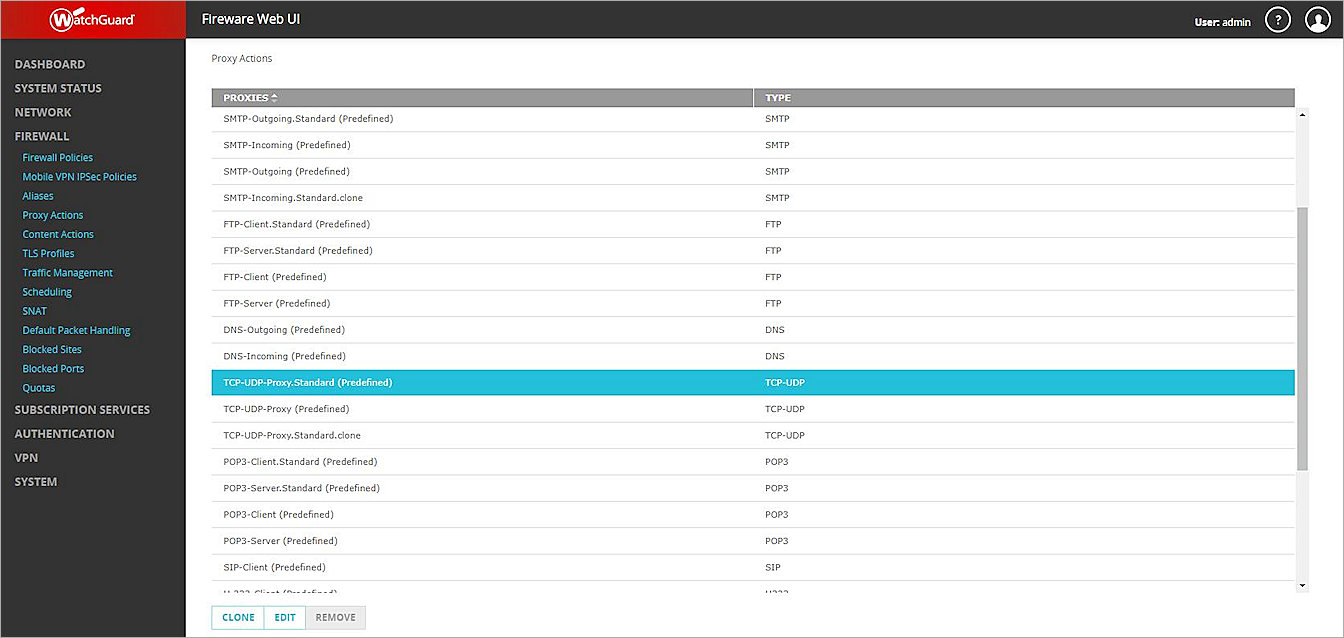 WatchGuard
Fireware Web UI
User: admin
?
DASHBOARD
SYSTEM STATUS
NETWORK
FIREWALL
Firewall Policies
Mobile VPN IPSec Policies
Aliases
Proxy Actions
Content Actions
TLS Profiles
Traffic Management
Scheduling
SNAT
Default Packet Handling
Blocked Sites
Blocked Ports
Quotas
SUBSCRIPTION SERVICES
AUTHENTICATION
VPN
SYSTEM
Proxy Actions
PROXIES TYPE
SMTP-Outgoing.Standard (Predefined) SMTP
SMTP-Incoming (Predefined) SMTP
SMTP-Outgoing (Predefined) SMTP
SMTP-Incoming.Standard.clone SMTP
FTP-Client.Standard (Predefined) FTP
FTP-Server.Standard (Predefined) FTP
FTP-Client (Predefined) FTP
FTP-Server (Predefined) FTP
DNS-Outgoing (Predefined) DNS
DNS-Incoming (Predefined) DNS
TCP-UDP-Proxy.Standard (Predefined) TCP-UDP
TCP-UDP-Proxy (Predefined) TCP-UDP
TCP-UDP-Proxy.Standard.clone TCP-UDP
POP3-Client.Standard (Predefined) POP3
POP3-Server.Standard (Predefined) POP3
POP3-Client (Predefined) POP3
POP3-Server (Predefined) POP3
SIP-Client (Predefined) SIP
CLONE EDIT REMOVE